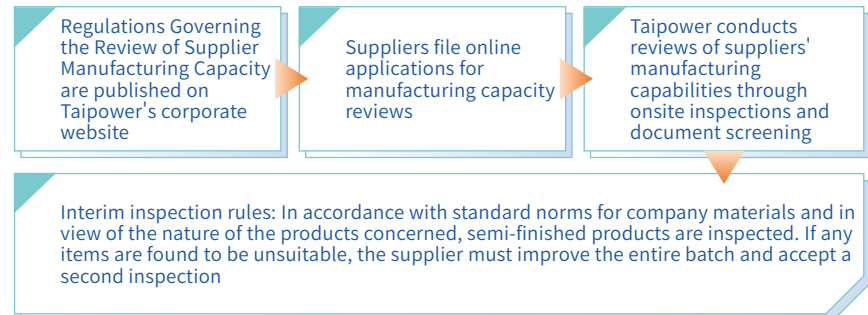 Regulations Governing
the Review of Supplier
Manufacturing Capacity
are published on
Taipower's corporate
website
Suppliers file online
applications for
manufacturing capacity
reviews
Taipower conducts
reviews of suppliers'
manufacturing
capabilities through
onsite inspections and
document screening
Interim inspection rules: In accordance with standard norms for company materials and in
view of the nature of the products concerned, semi-finished products are inspected. If any
items are found to be unsuitable, the supplier must improve the entire batch and accept a
second inspection